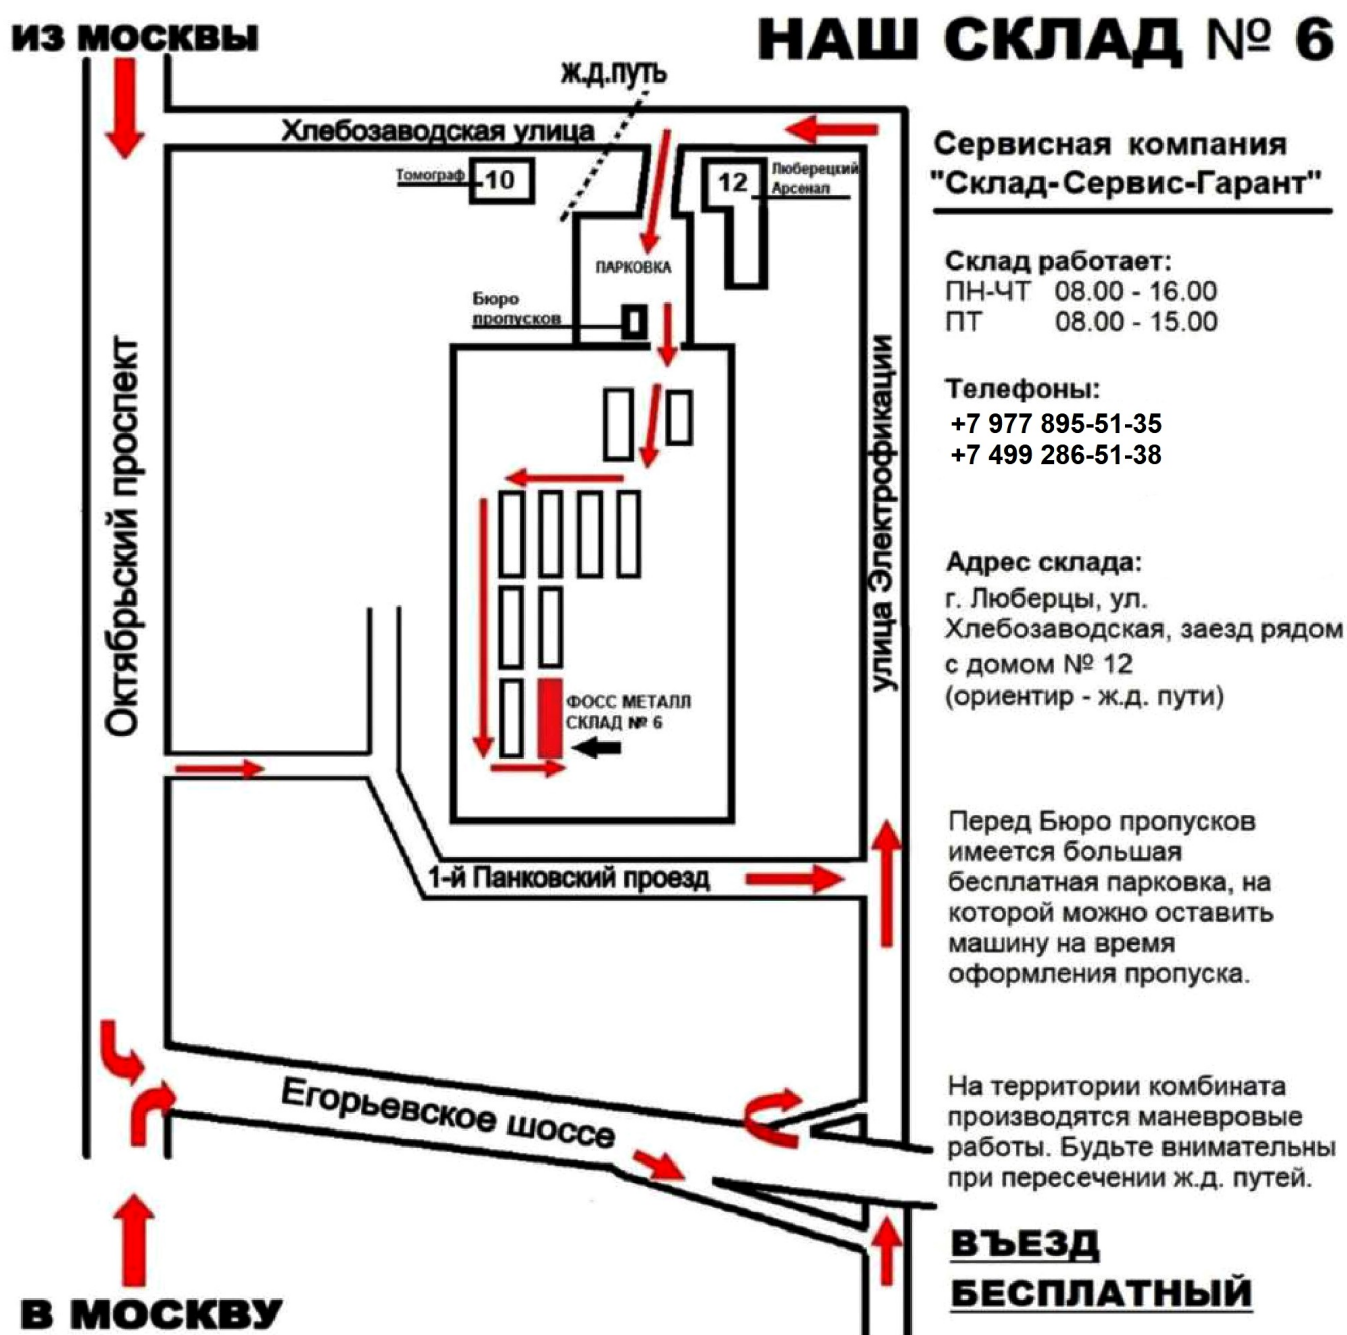 ИЗ МОСКВЫ
НАШ СКЛАД № 6
ж.д.путь
Хлебозаводская улица
Томограф
10
12
Люберецкий
Арсенал
ПАРКОВКА
Бюро
пропусков
Октябрьский проспект
улица Электрофикации
ФОСС МЕТАЛЛ
СКЛАД № 6
1-й Панковский проезд
Егорьевское шоссе
В МОСКВУ
Сервисная компания
"Склад-Сервис-Гарант"
Склад работает:
ПН-ЧТ 08.00 - 16.00
ПТ 08.00 - 15.00
Телефоны:
+7 977 895-51-35
+7 499 286-51-38
Адрес склада:
г. Люберцы, ул.
Хлебозаводская, заезд рядом
с домом № 12
(ориентир - ж.д. пути)
Перед Бюро пропусков
имеется большая
бесплатная парковка, на
которой можно оставить
машину на время
оформления пропуска.
На территории комбината
производятся маневровые
работы. Будьте внимательны
при пересечении ж.д. путей.
ВЪЕЗД
БЕСПЛАТНЫЙ